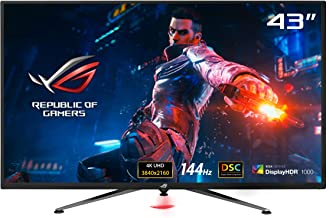 43”
REPUBLIC OF
GAMERS
4K UHD
3840x2160
144Hz
DSC
DisplayHDR 1000